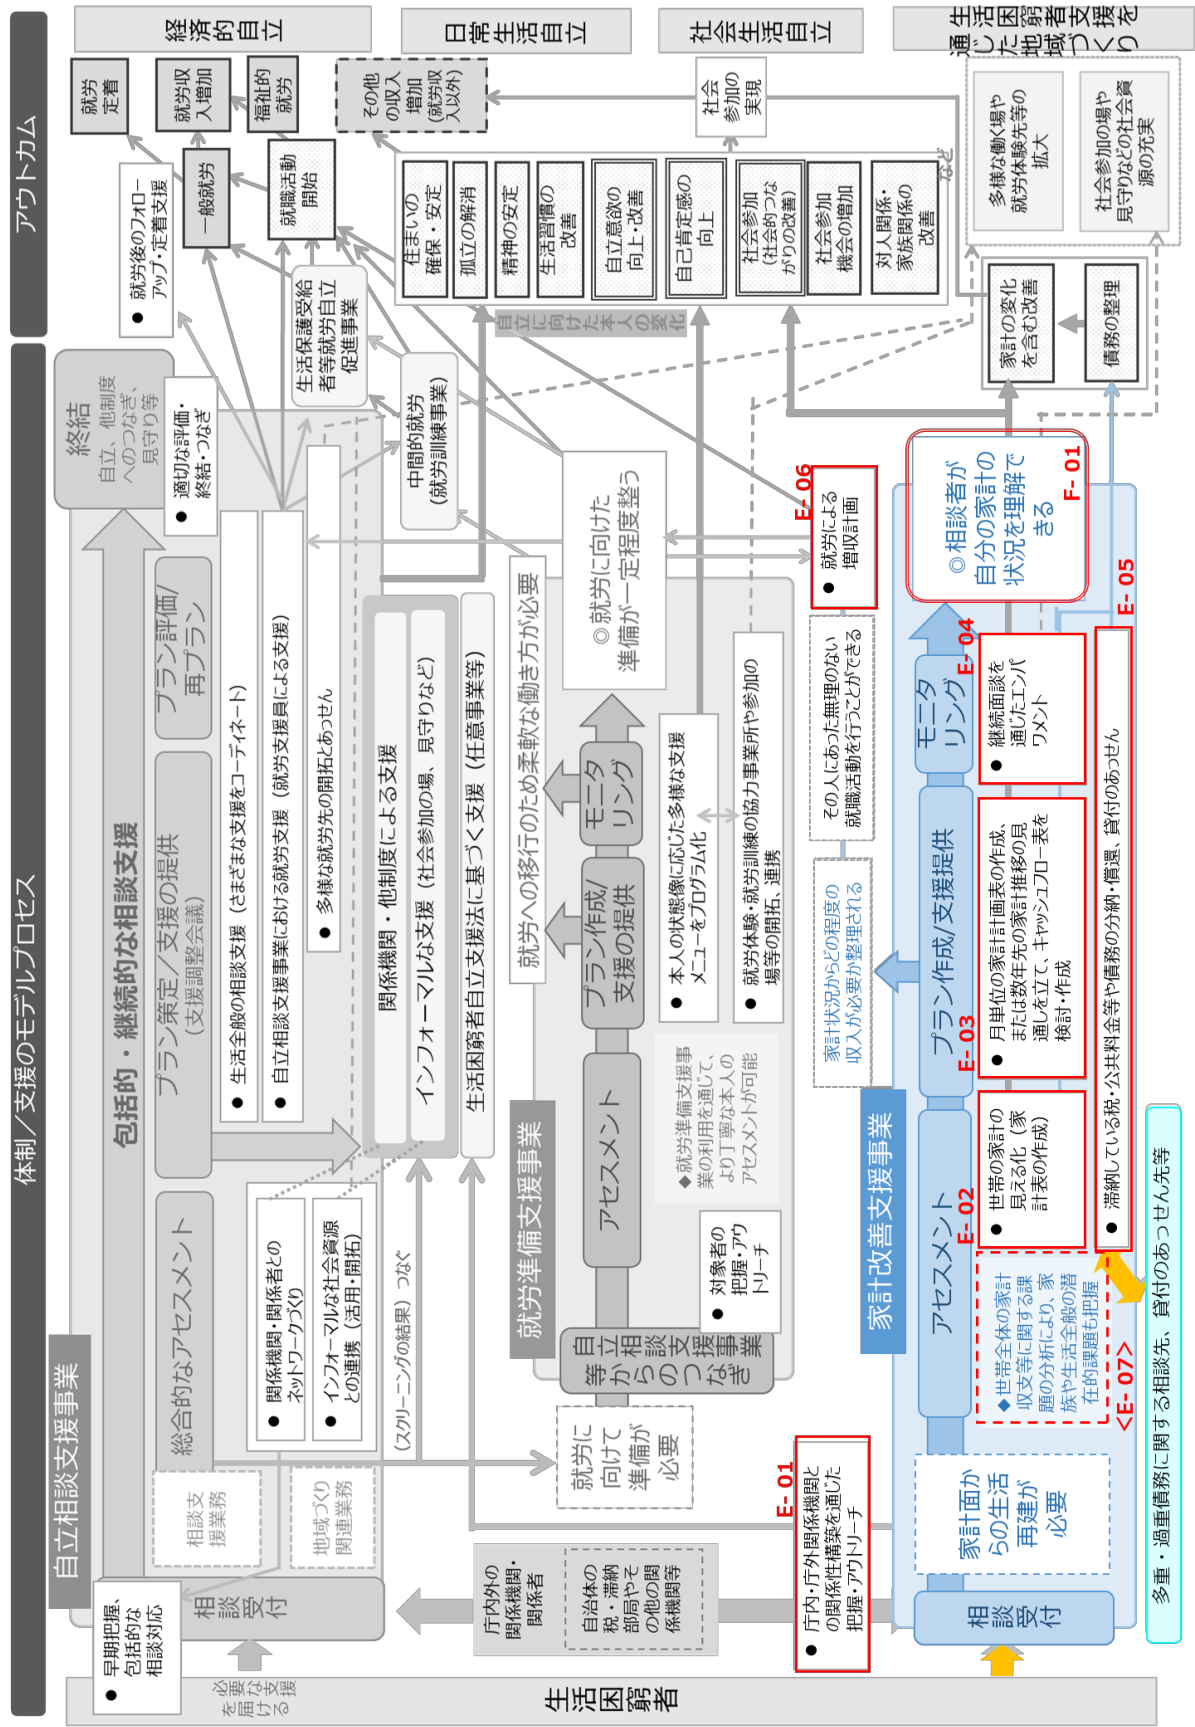 体制／支援のモデルプロセス
アウトカム
生活困窮者
必要な支援
を届
ける
自立相談支援事業
● 早期把握、
包括的な
相談対応
相談受付
包括的・継続的な相談支援
相談支
援業務
地域づくり
関連業務
総合的なアセスメント
プラン策定／支援の提供
（支援調整会議）
プラン評価/
再プラン
終結
自立、他制度
へのつなぎ、
見守り等
● 適切な評価・
終結・つなぎ
● 関係機関・関係者との
ネットワークづくり
● インフォーマルな社会資源
との連携（活用・開拓）
● 生活全般の相談支援（さまざまな支援をコーディネート）
● 自立相談支援事業における就労支援（就労支援員による支援）
● 多様な就労先の開拓とあっせん
関係機関・他制度による支援
インフォーマルな支援（社会参加の場、見守りなど）
生活困窮者自立支援法に基づく支援（任意事業等）
（スクリーニングの結果）つなぐ
庁内外の
関係機関・
関係者
自治体の
税・滞納
部局やそ
の他の関
係機関等
就労準備支援事業
就労に
向けて
準備が
必要
自立相談支援事業
等からのつなぎ
● 対象者の
把握・アウ
トリーチ
アセスメント
プラン作成/
支援の提供
モニタ
リング
◆就労準備支援事
業の利用を通じて、
より丁寧な本人の
アセスメントが可能
● 本人の状態像に応じた多様な支援
メニューをプログラム化
● 就労体験・就労訓練の協力事業所や参加の
場等の開拓、連携
就労への移行のため柔軟な働き方が必要
◎就労に向けた
準備が一定程度整う
中間的就労
（就労訓練事業）
生活保護受給
者等就労自立
促進事業
E- 01
● 庁内・庁外関係機関と
の関係性構築を通じた
把握・アウトリーチ
家計改善支援事業
相談
受付
家計面か
らの生活
再建が
必要
アセスメント
プラン作成/支援提供
モニタ
リング
◆世帯全体の家計
収支等に関する課
題の分析により、家
族や生活全般の潜
在的課題も把握
<E- 07>
E- 02
● 世帯の家計の
見える化（家
計表の作成）
E- 03
● 月単位の家計計画表の作成、
または数年先の家計推移の見
通しを立て、キャッシュフロー表を
検討・作成
E- 04
● 継続面談を
通じたエンパ
ワメント
E- 05
● 滞納している税・公共料金等や債務の分納・償還、貸付のあっせん
家計状況からどの程度の
収入が必要か整理される
その人にあった無理のない
就職活動を行うことができる
E- 06
● 就労による
増収計画
◎相談者が
自分の家計の
状況を理解で
きる
F- 01
多重・過重債務に関する相談先、貸付のあっせん先等
● 就労後のフォロー
アップ・定着支援
就労
定着
就労収
入増加
福祉的
就労
一般就労
就職活動
開始
その他
の収入
増加
（就労収
入以外）
社会
参加の
実現
自立に向けた本人の変化
住まいの
確保・安定
孤立の解消
精神の安定
生活習慣の
改善
自立意欲の
向上・改善
自己肯定感の
向上
社会参加
（社会的つな
がりの改善）
社会参加
機会の増加
対人関係・
家族関係の
改善
など
家計の変化
を含む改善
債務の整理
多様な働く場や
就労体験先等の
拡大
社会参加の場や
見守りなどの社会資
源の充実
経済的自立
日常生活自立
社会生活自立
生活困窮者支援を
通じた地域づくり